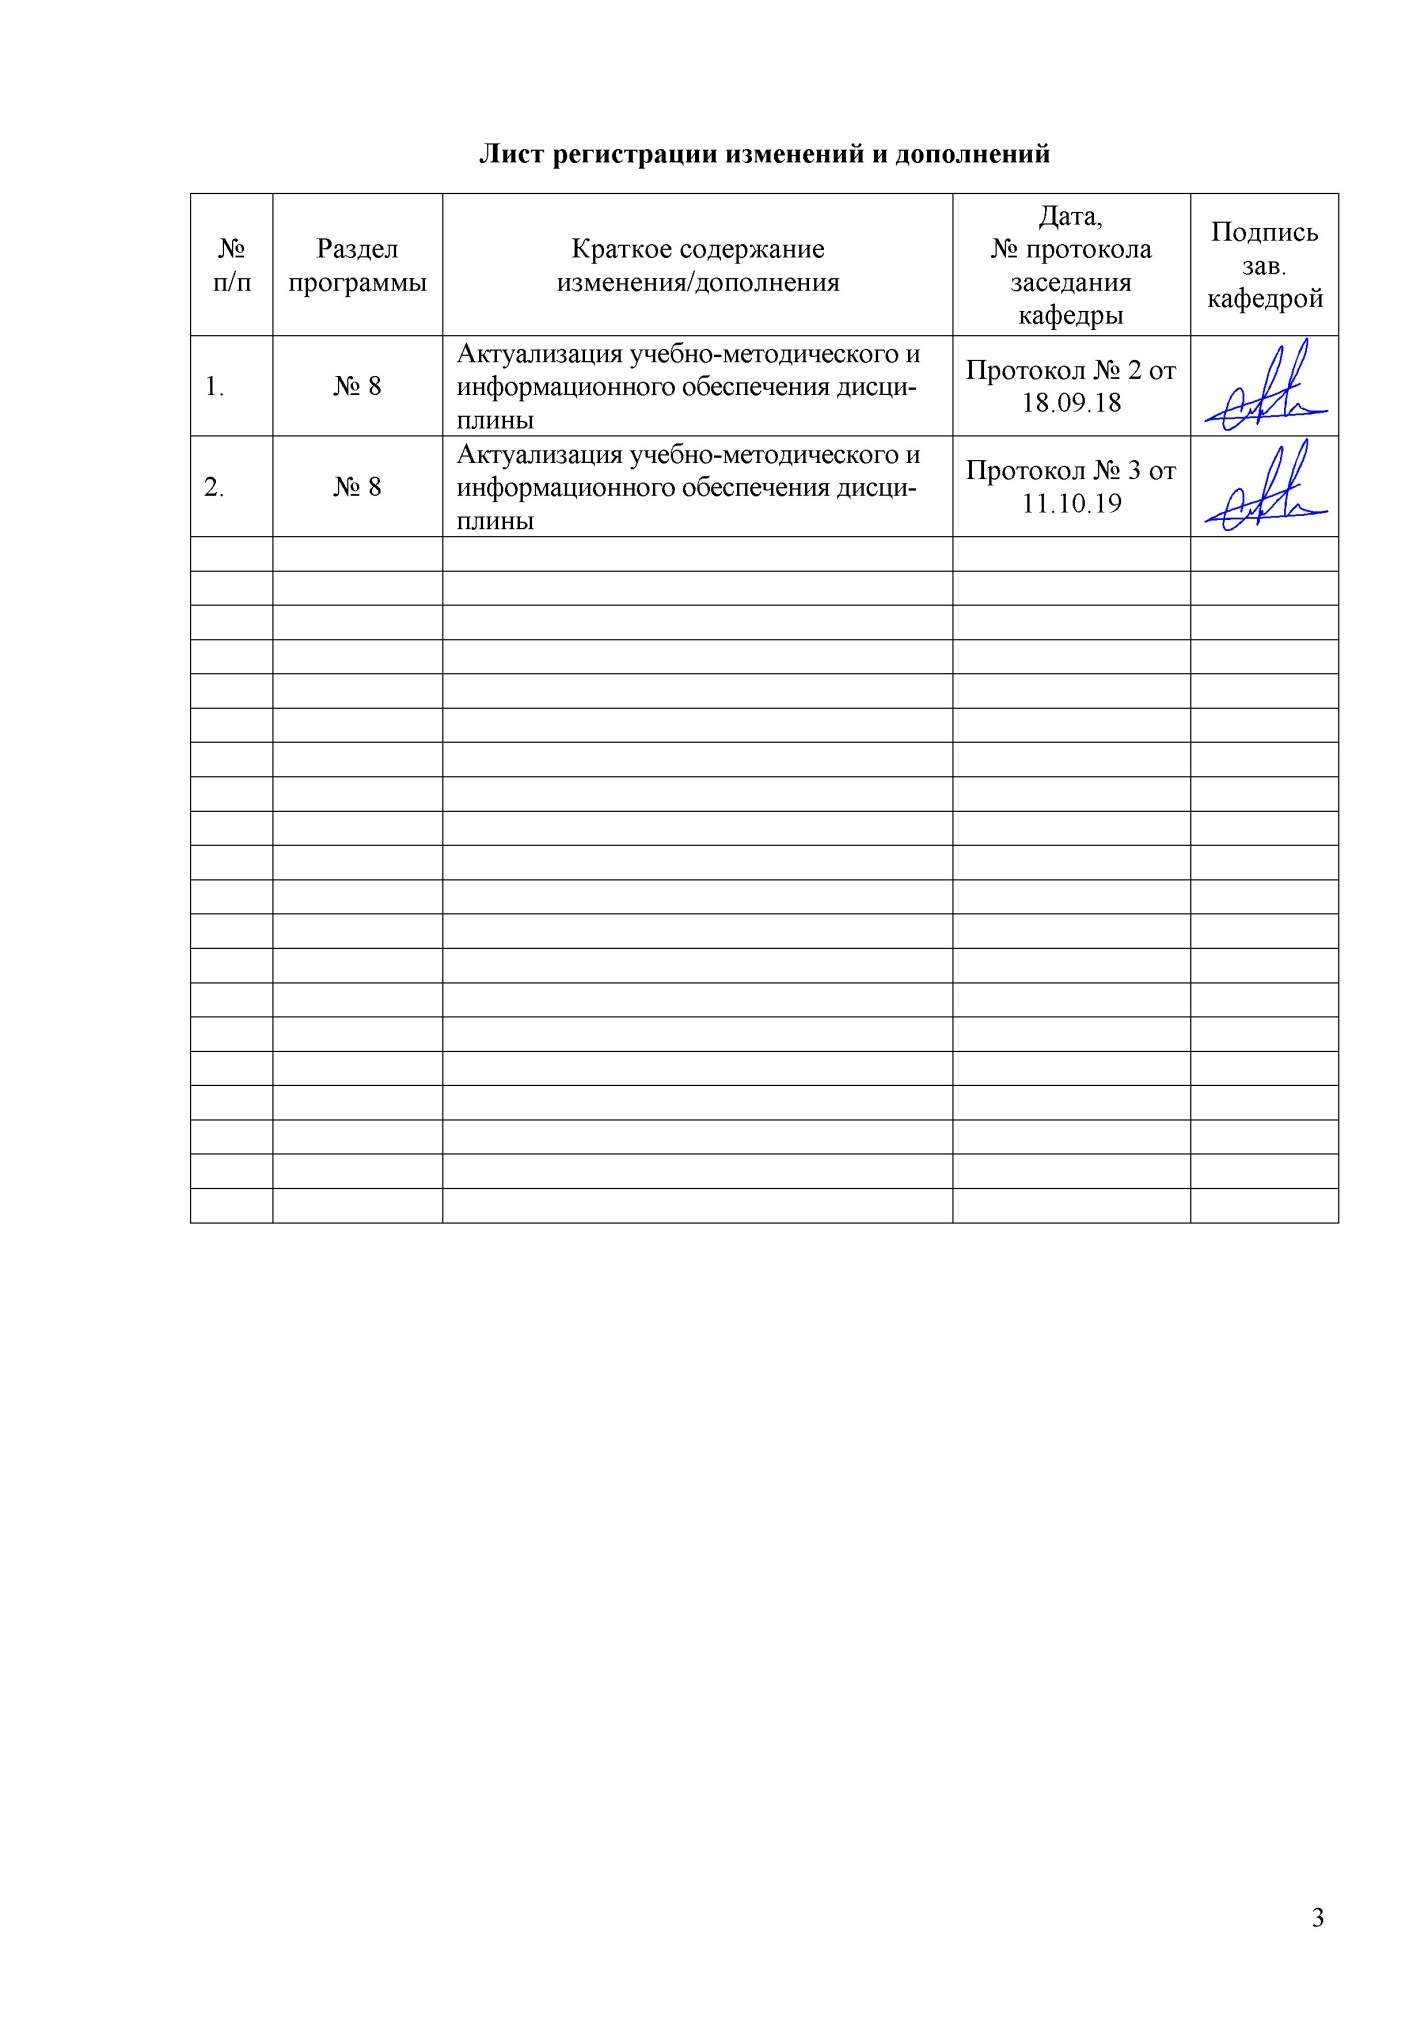 Лист регистрации изменений и дополнений
№
п/п
Раздел
программы
Краткое содержание
изменения/дополнения
Дата,
№ протокола
заседания
кафедры
Подпись
зав.
кафедрой
1.
№ 8
Актуализация учебно-методического и
информационного обеспечения дисци-
плины
Протокол № 2 от
18.09.18
2.
№ 8
Актуализация учебно-методического и
информационного обеспечения дисци-
плины
Протокол № 3 от
11.10.19
3